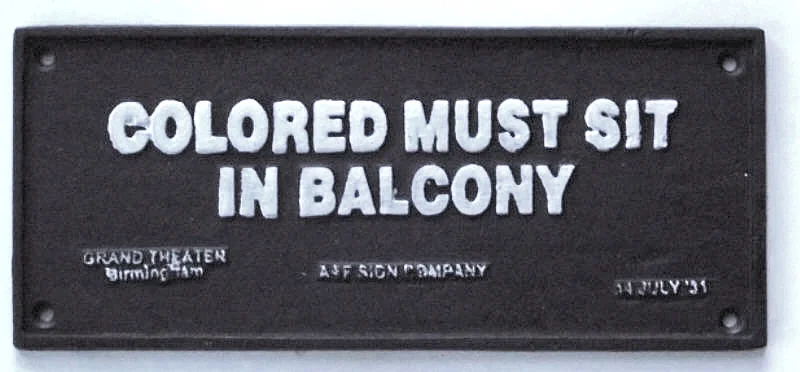 COLORED MUST SIT
IN BALCONY
GRAND THEATER
Birmingham
A&F SIGN COMPANY
14 JULY '31